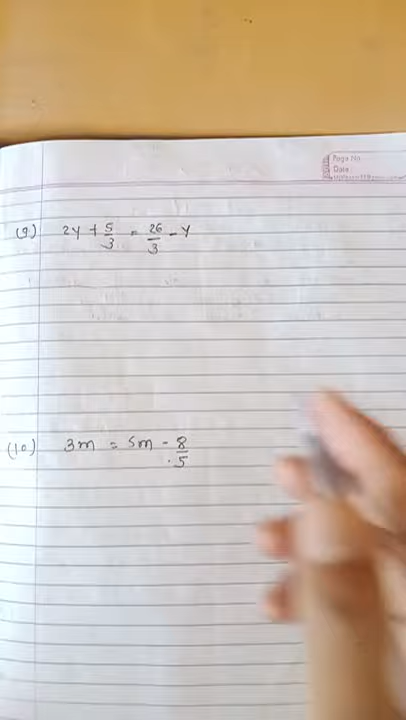 Page No.
Date
(9) 2y + 5/3 = 26/3 - y
(10) 3m = 5m - 8/5